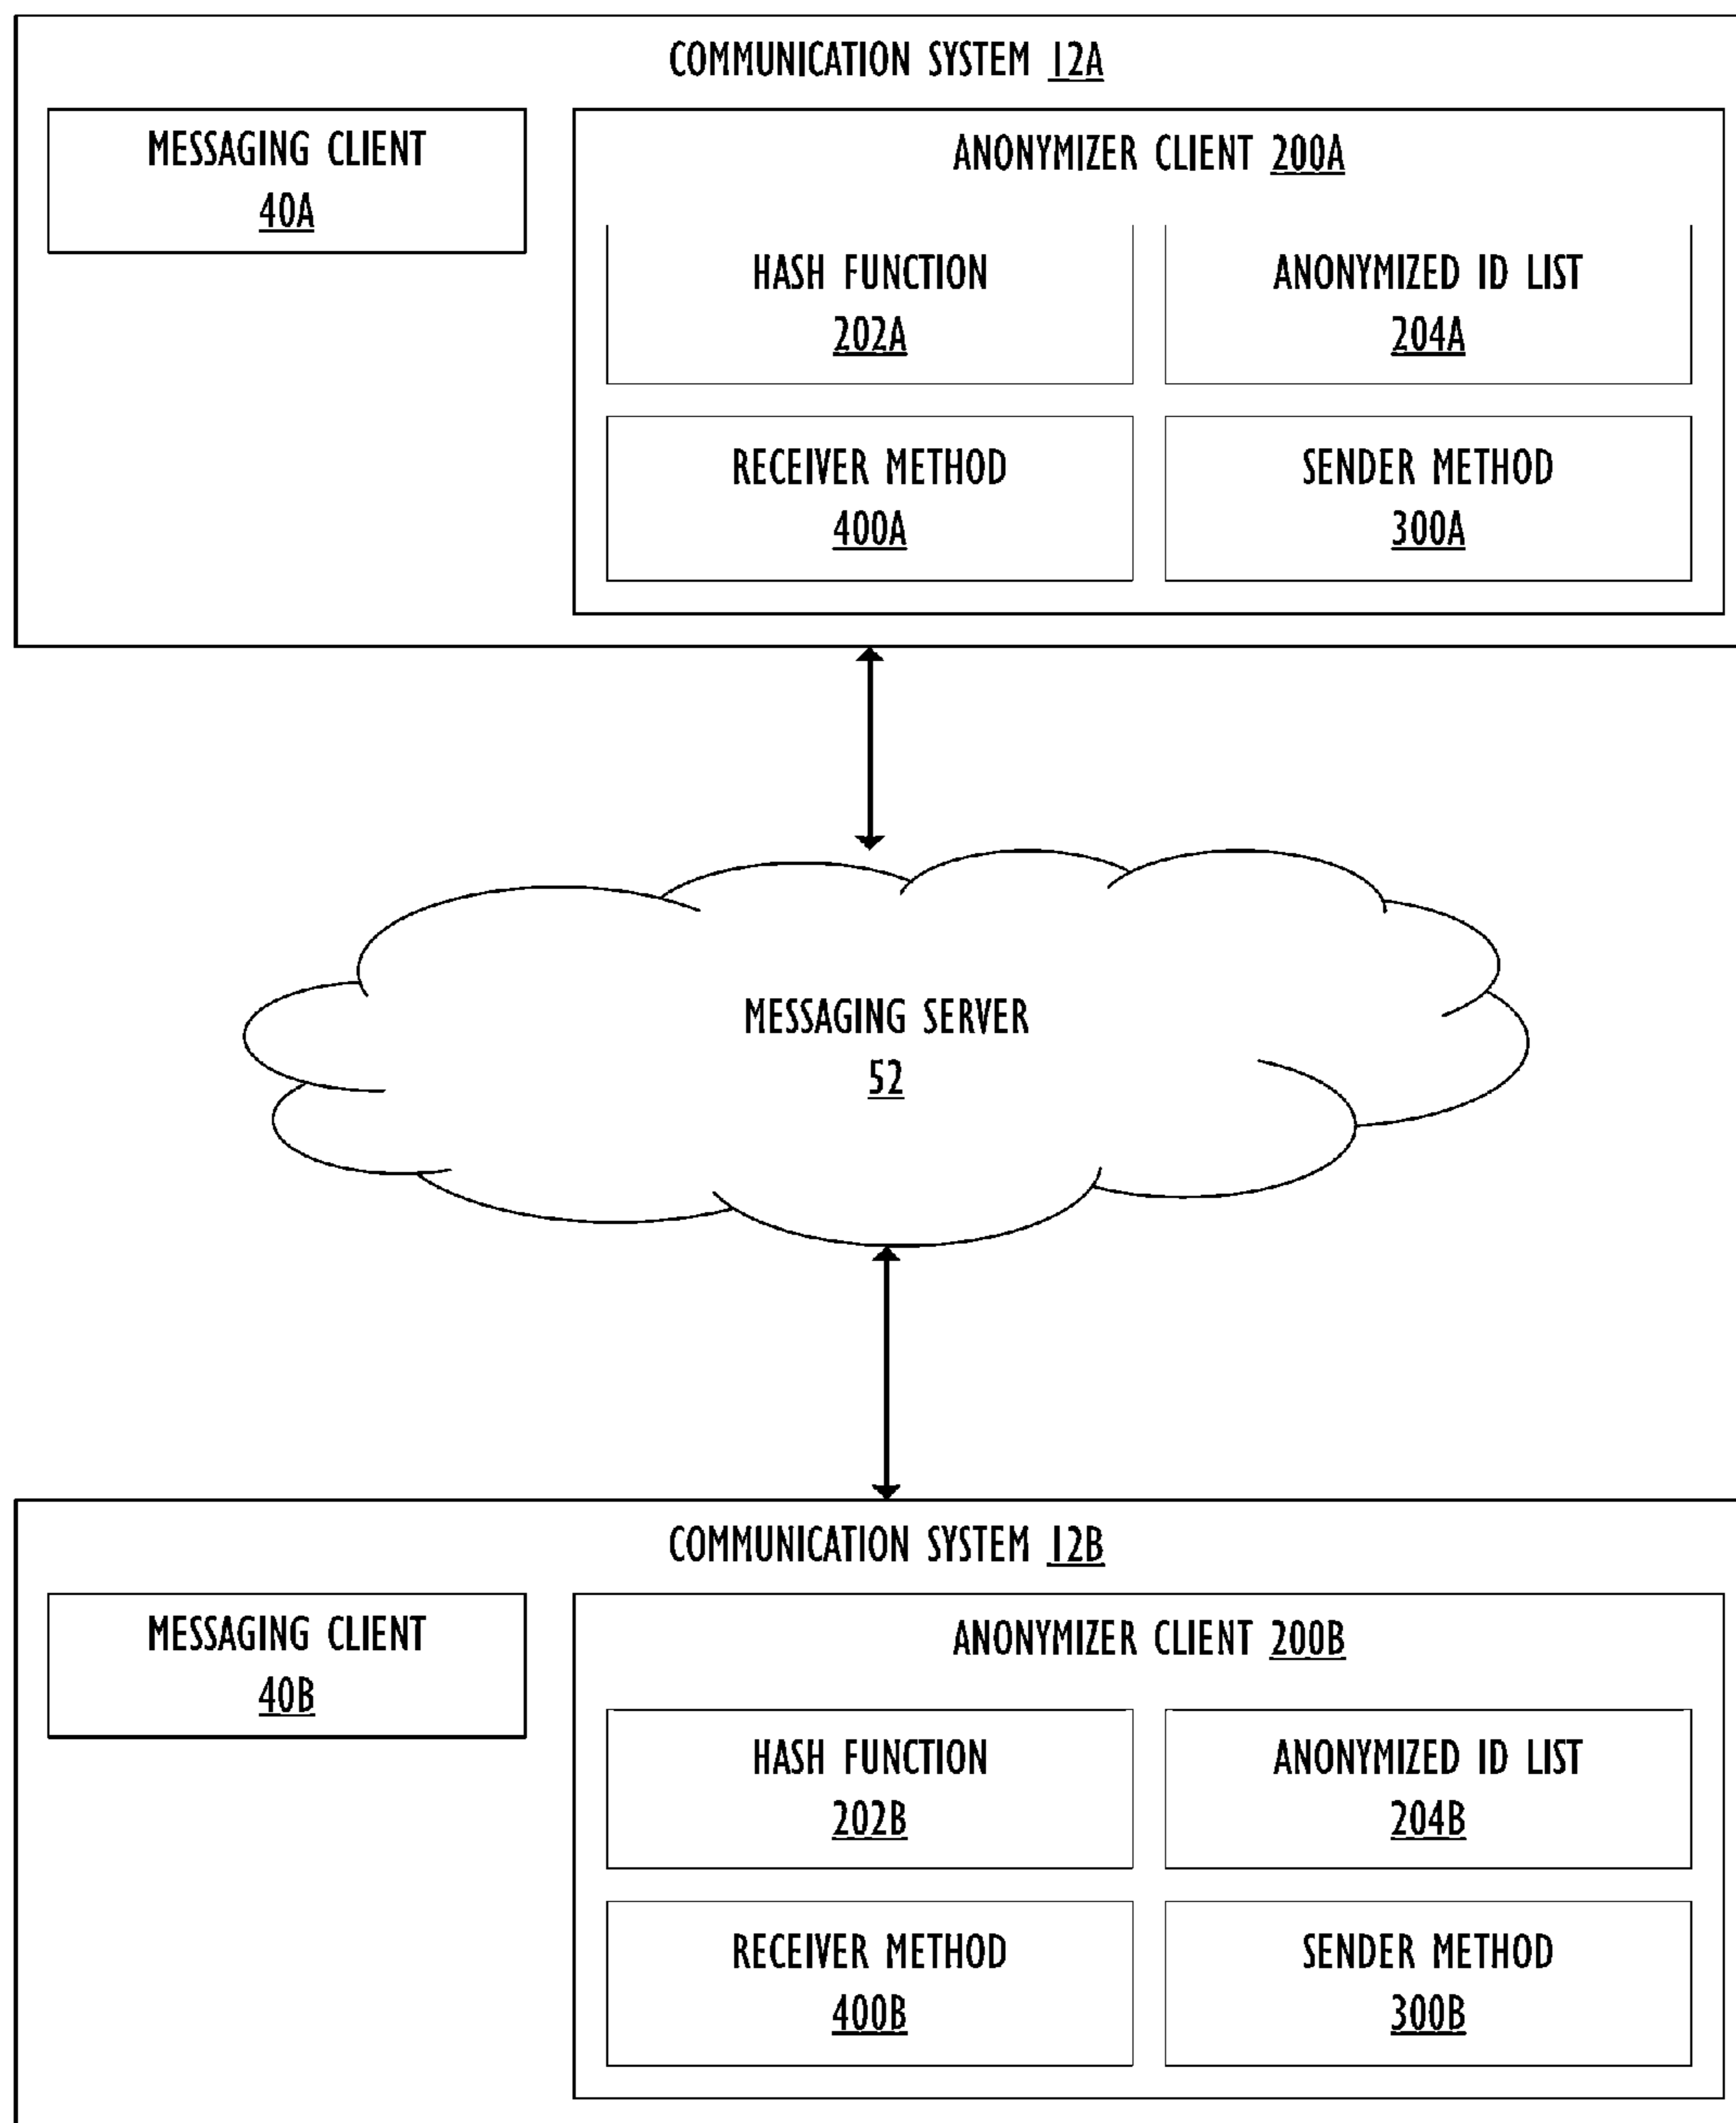 COMMUNICATION SYSTEM 12A
MESSAGING CLIENT
40A
ANONYMIZER CLIENT 200A
HASH FUNCTION
202A
ANONYMIZED ID LIST
204A
RECEIVER METHOD
400A
SENDER METHOD
300A
MESSAGING SERVER
52
COMMUNICATION SYSTEM 12B
MESSAGING CLIENT
40B
ANONYMIZER CLIENT 200B
HASH FUNCTION
202B
ANONYMIZED ID LIST
204B
RECEIVER METHOD
400B
SENDER METHOD
300B